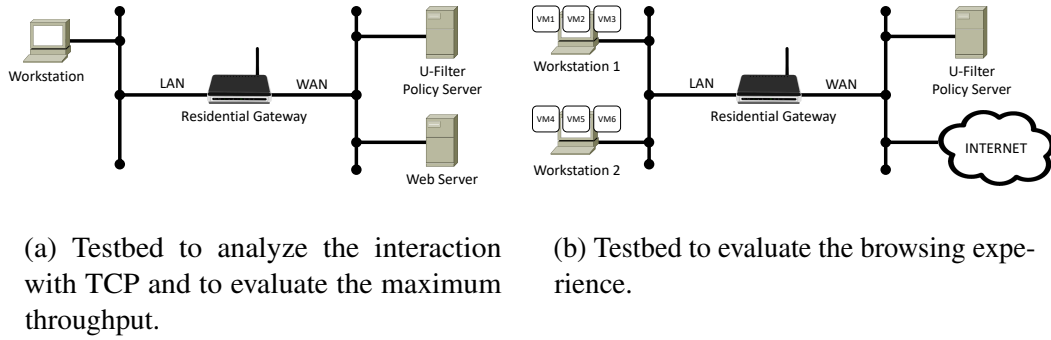 Workstation
LAN
WAN
Residential Gateway
U-Filter
Policy Server
Web Server
VM1 VM2 VM3
Workstation 1
VM4 VM5 VM6
Workstation 2
LAN
WAN
Residential Gateway
U-Filter
Policy Server
INTERNET
(a) Testbed to analyze the interaction
with TCP and to evaluate the maximum
throughput.
(b) Testbed to evaluate the browsing expe-
rience.